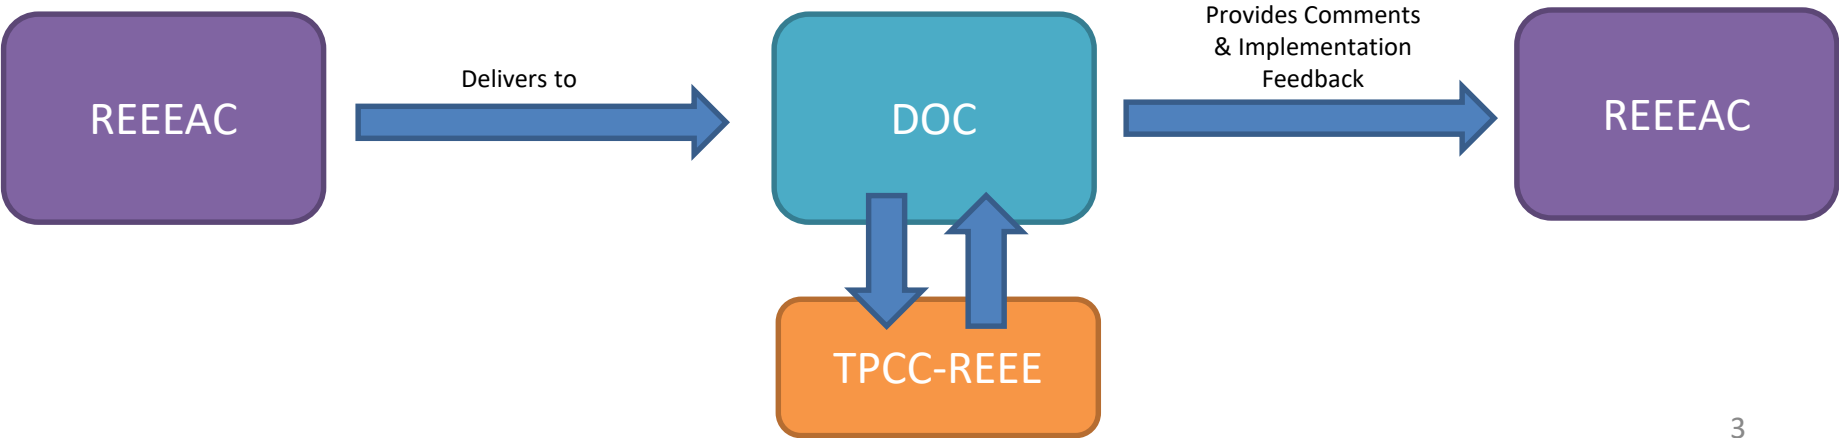 REEEAC
Delivers to
DOC
Provides Comments
& Implementation
Feedback
REEEAC
TPCC-REEE
3